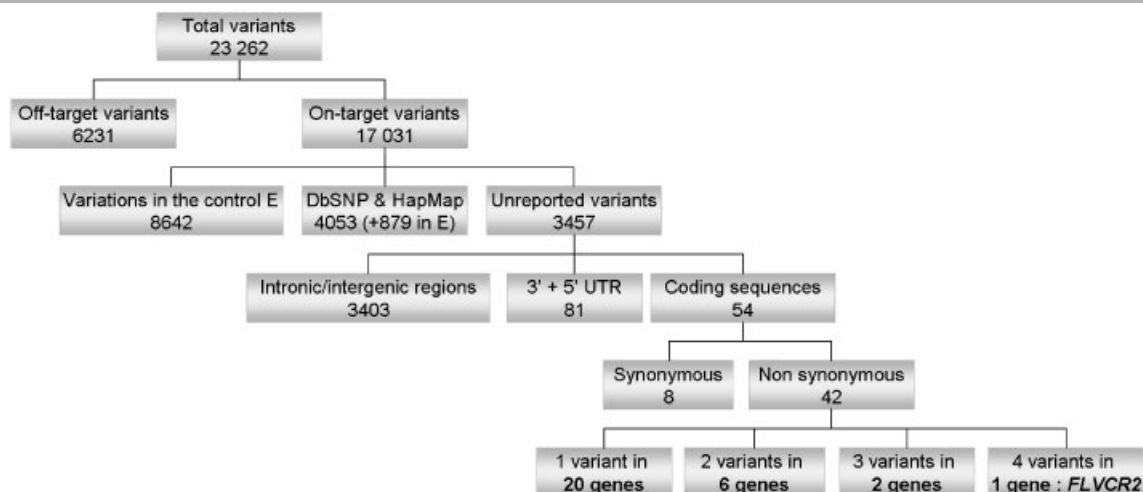 Total variants
23 262
Off-target variants
6231
On-target variants
17 031
Variations in the control E
8642
DbSNP & HapMap
4053 (+879 in E)
Unreported variants
3457
Intronic/intergenic regions
3403
3' + 5' UTR
81
Coding sequences
54
Synonymous
8
Non synonymous
42
1 variant in
20 genes
2 variants in
6 genes
3 variants in
2 genes
4 variants in
1 gene : FLVCR2